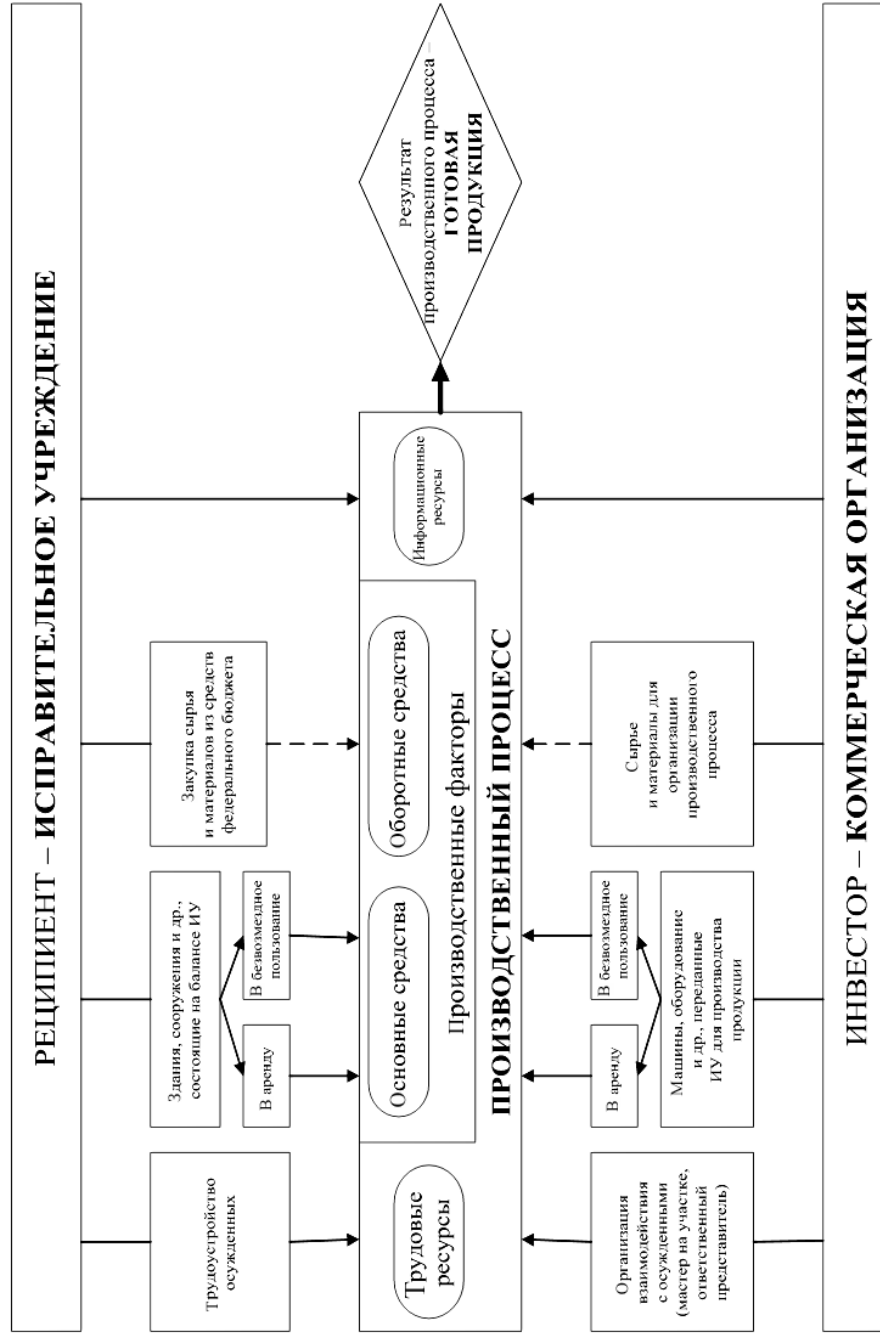 РЕЦИПИЕНТ – ИСПРАВИТЕЛЬНОЕ УЧРЕЖДЕНИЕ
Трудоустройство
осужденных
Здания, сооружения и др.,
состоящие на балансе ИУ
В аренду
В безвозмездное
пользование
Закупка сырья
и материалов из средств
федерального бюджета
Трудовые
ресурсы
Основные средства
Оборотные средства
Производственные факторы
Информационные
ресурсы
ПРОИЗВОДСТВЕННЫЙ ПРОЦЕСС
Результат
производственного процесса –
ГОТОВАЯ
ПРОДУКЦИЯ
Организация
взаимодействия
с осужденными
(мастер на участке,
ответственный
представитель)
В аренду
В безвозмездное
пользование
Машины, оборудование
и др., переданные
ИУ для производства
продукции
Сырье
и материалы для
организации
производственного
процесса
ИНВЕСТОР – КОММЕРЧЕСКАЯ ОРГАНИЗАЦИЯ